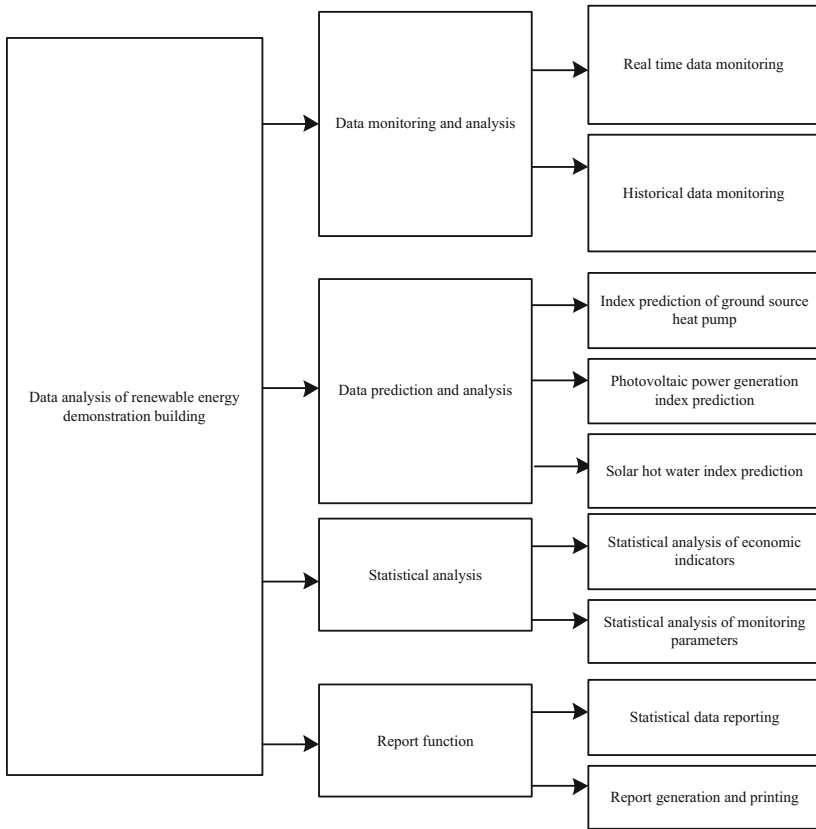 Data analysis of renewable energy
demonstration building
Data monitoring and analysis
Real time data monitoring
Historical data monitoring
Data prediction and analysis
Index prediction of ground source
heat pump
Photovoltaic power generation
index prediction
Solar hot water index prediction
Statistical analysis
Statistical analysis of economic
indicators
Statistical analysis of monitoring
parameters
Report function
Statistical data reporting
Report generation and printing